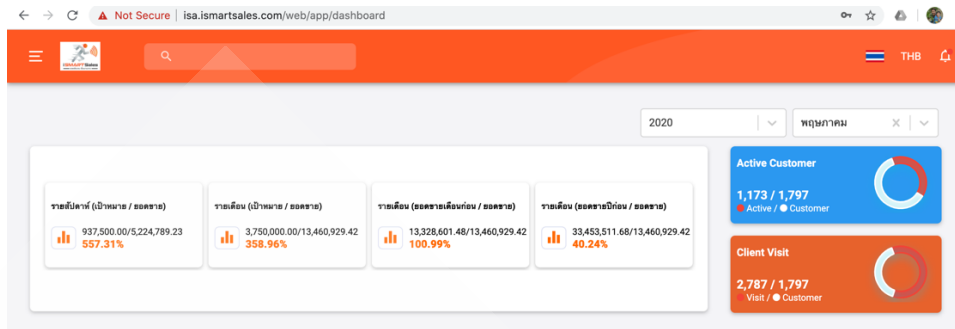 Not Secure | isa.ismartsales.com/web/app/dashboard
THB
2020
พฤษภาคม
รายสัปดาห์ (เป้าหมาย / ยอดขาย)
937,500.00/5,224,789.23
557.31%
รายเดือน (เป้าหมาย / ยอดขาย)
3,750,000.00/13,460,929.42
358.96%
รายเดือน (ยอดขายเดือนก่อน / ยอดขาย)
13,328,601.48/13,460,929.42
100.99%
รายเดือน (ยอดขายปีก่อน / ยอดขาย)
33,453,511.68/13,460,929.42
40.24%
Active Customer
1,173 / 1,797
Active / Customer
Client Visit
2,787 / 1,797
Visit / Customer